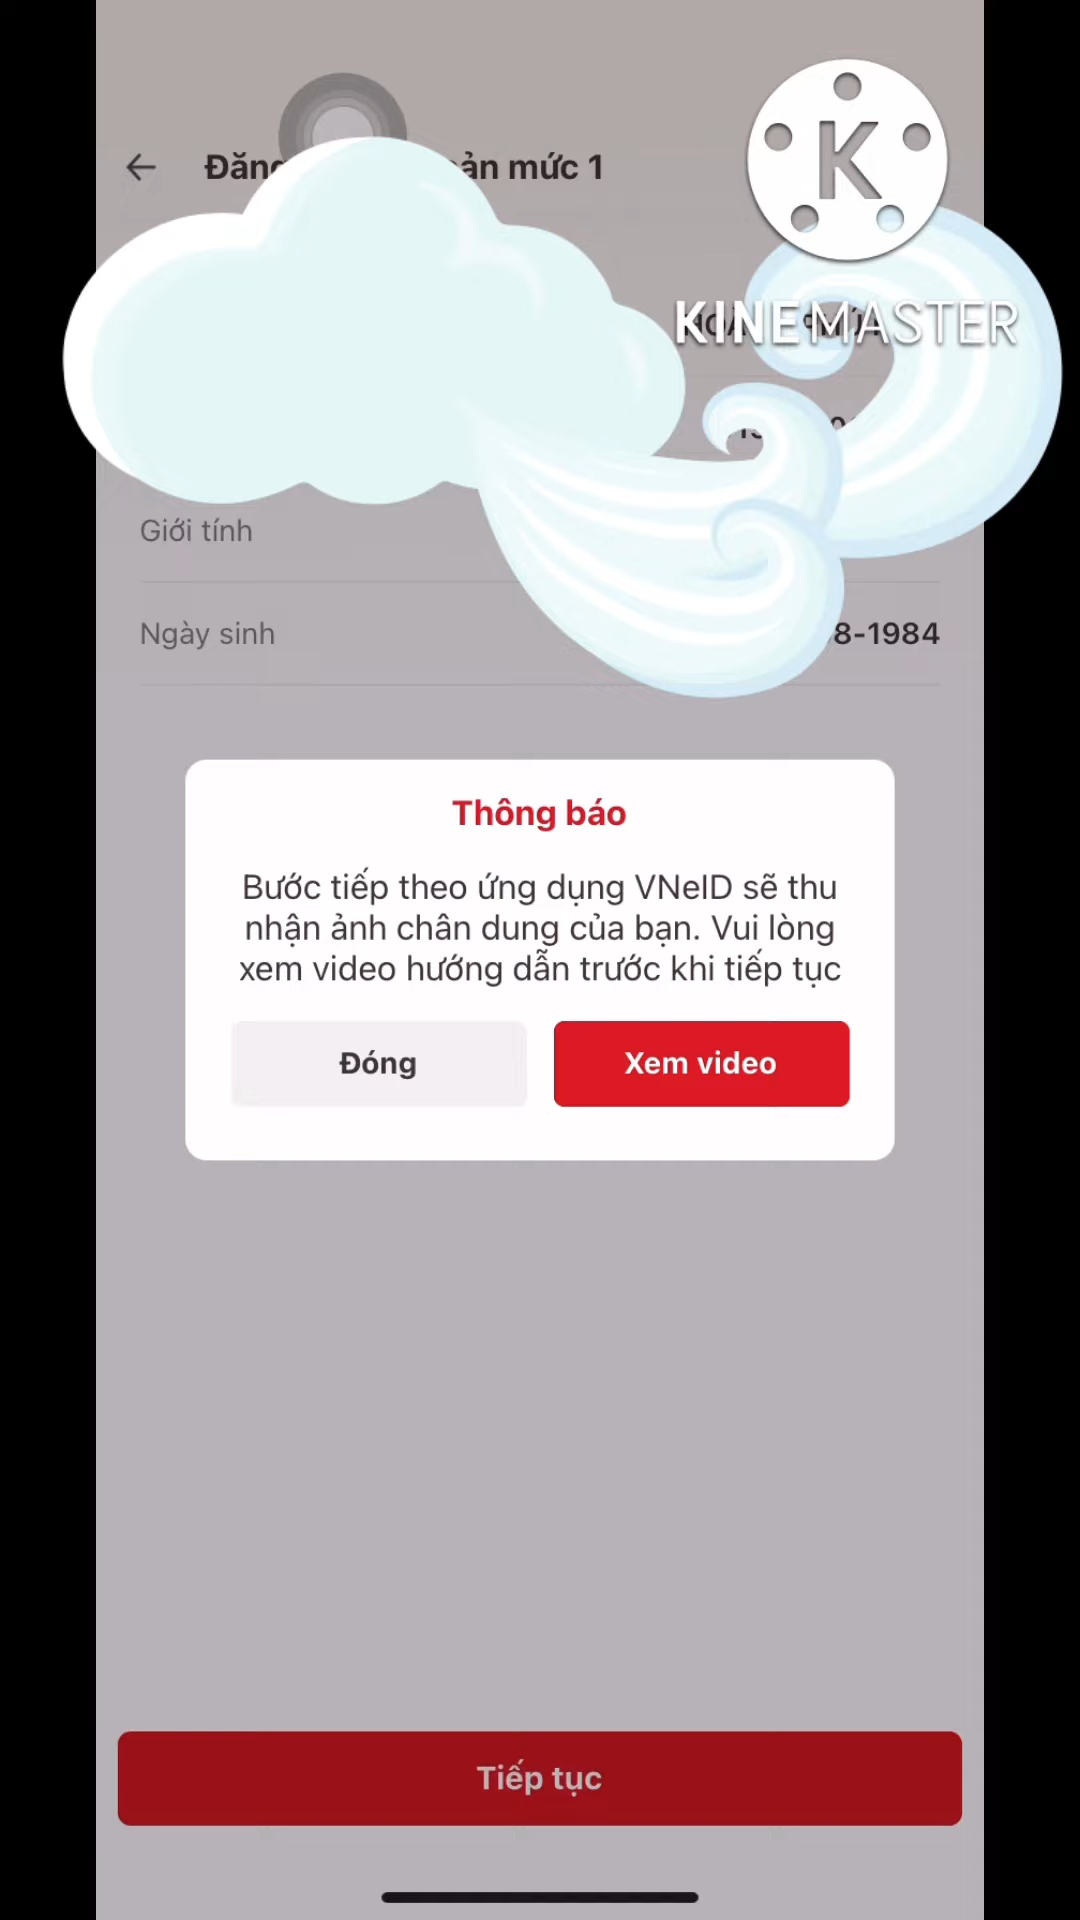 mức 1
KINEMASTER
Giới tính
Ngày sinh
8-1984
Thông báo
Bước tiếp theo ứng dụng VNeID sẽ thu
nhận ảnh chân dung của bạn. Vui lòng
xem video hướng dẫn trước khi tiếp tục
Đóng
Xem video
Tiếp tục